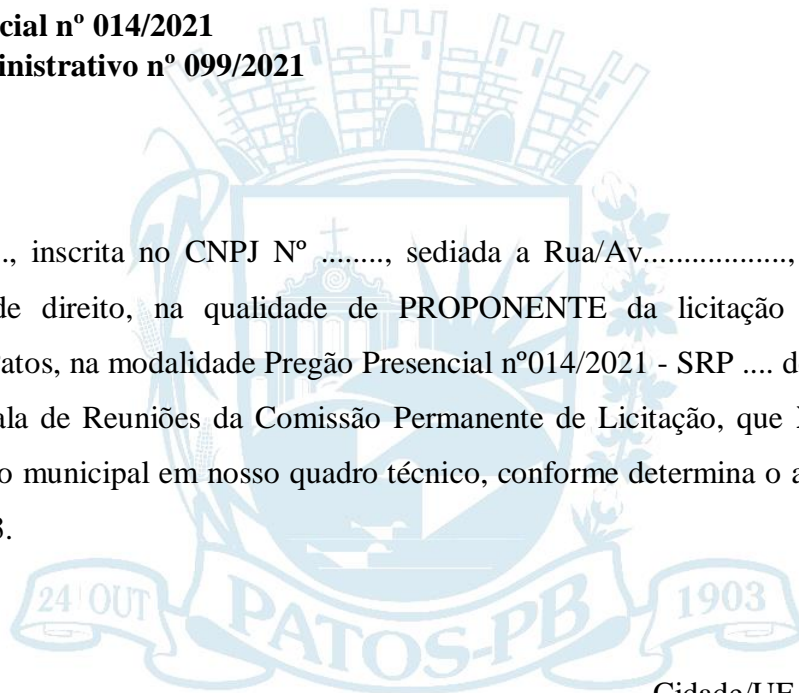 cial nº 014/2021
ministrativo nº 099/2021
.., inscrita no CNPJ Nº ........, sediada a Rua/Av..................,
de direito, na qualidade de PROPONENTE da licitação
Patos, na modalidade Pregão Presencial nº014/2021 - SRP .... d
ala de Reuniões da Comissão Permanente de Licitação, que
o municipal em nosso quadro técnico, conforme determina o a
3.
24 OUT
PATOS-PB
1903
Cidade/UF